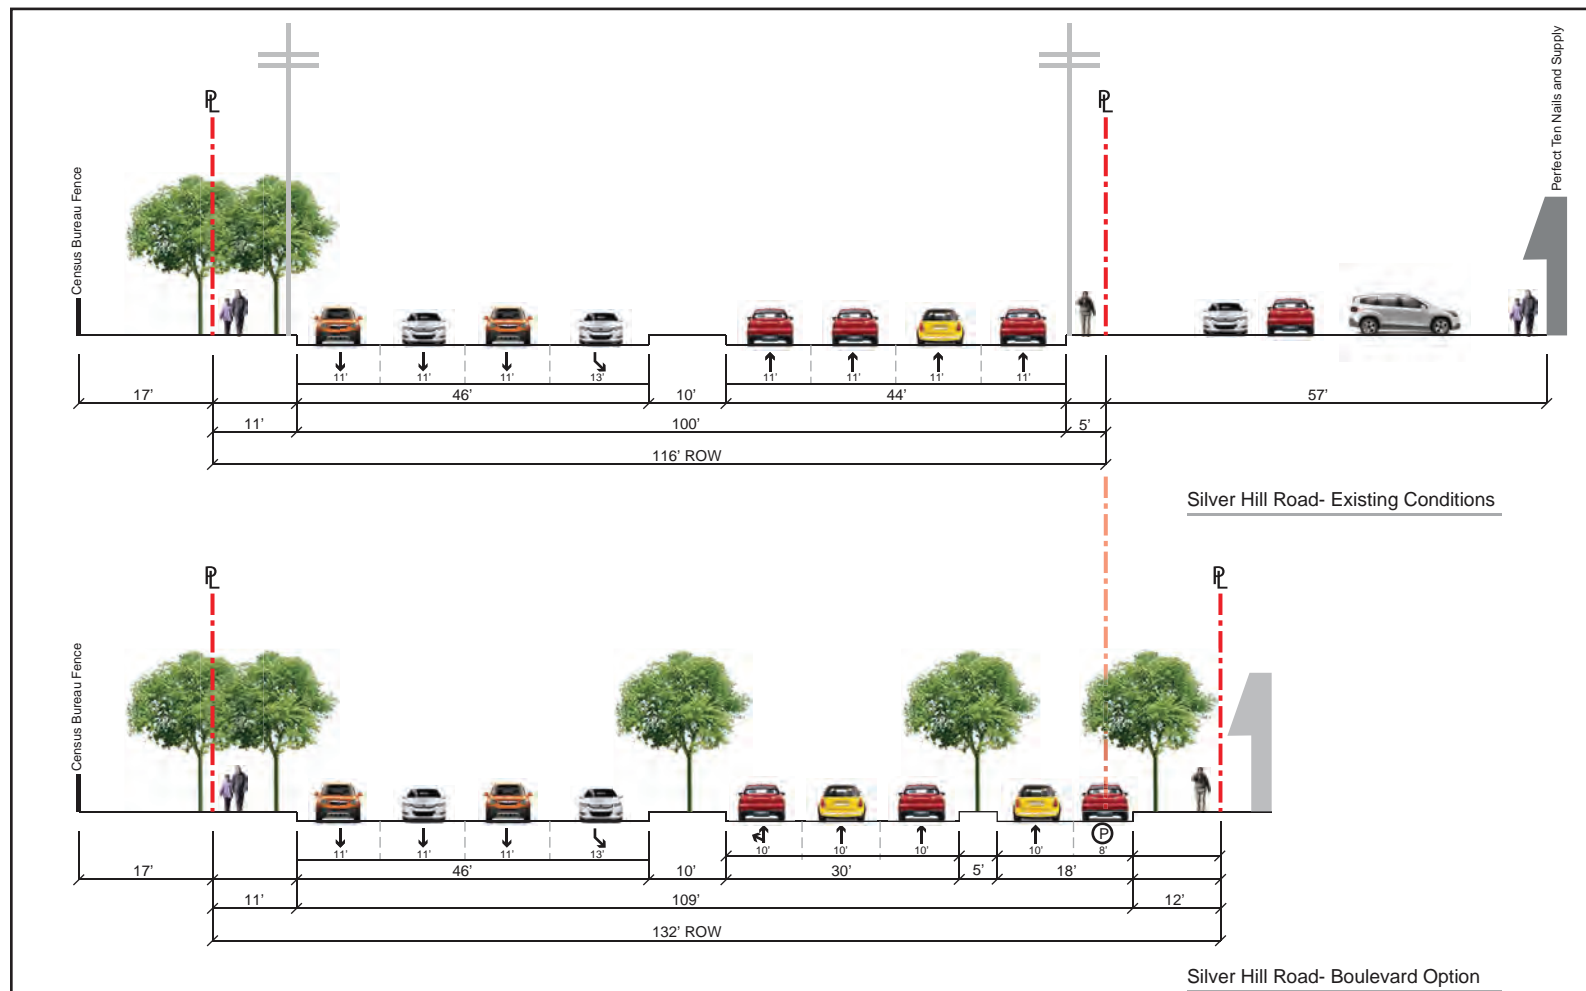 Perfect Ten Nails and Supply
PL
PL
Census Bureau Fence
11' 11' 11' 13' 11' 11' 11' 11'
17' 46' 10' 44' 57'
11' 100' 5'
116' ROW
Silver Hill Road- Existing Conditions
PL
PL
Census Bureau Fence
P
11' 11' 11' 13' 10' 10' 10' 10' 8'
17' 46' 10' 30' 5' 18'
11' 109' 12'
132' ROW
Silver Hill Road- Boulevard Option